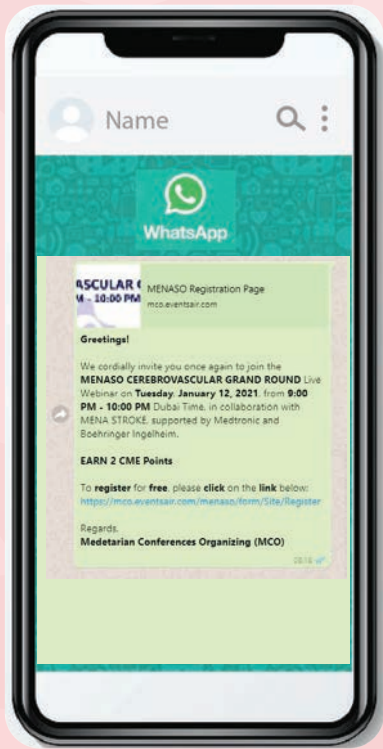 Name
WhatsApp
ASCULAR
M - 10:00 PM
MENASO Registration Page
mco.eventsair.com
Greetings!
We cordially invite you once again to join the
MENASO CEREBROVASCULAR GRAND ROUND Live
Webinar on Tuesday, January 12, 2021, from 9:00
PM - 10:00 PM Dubai Time, in collaboration with
MENA STROKE, supported by Medtronic and
Boehringer Ingelheim.
EARN 2 CME Points
To register for free, please click on the link below:
https://mco.eventsair.com/menaso/form/Site/Register
Regards,
Medetarian Conferences Organizing (MCO)